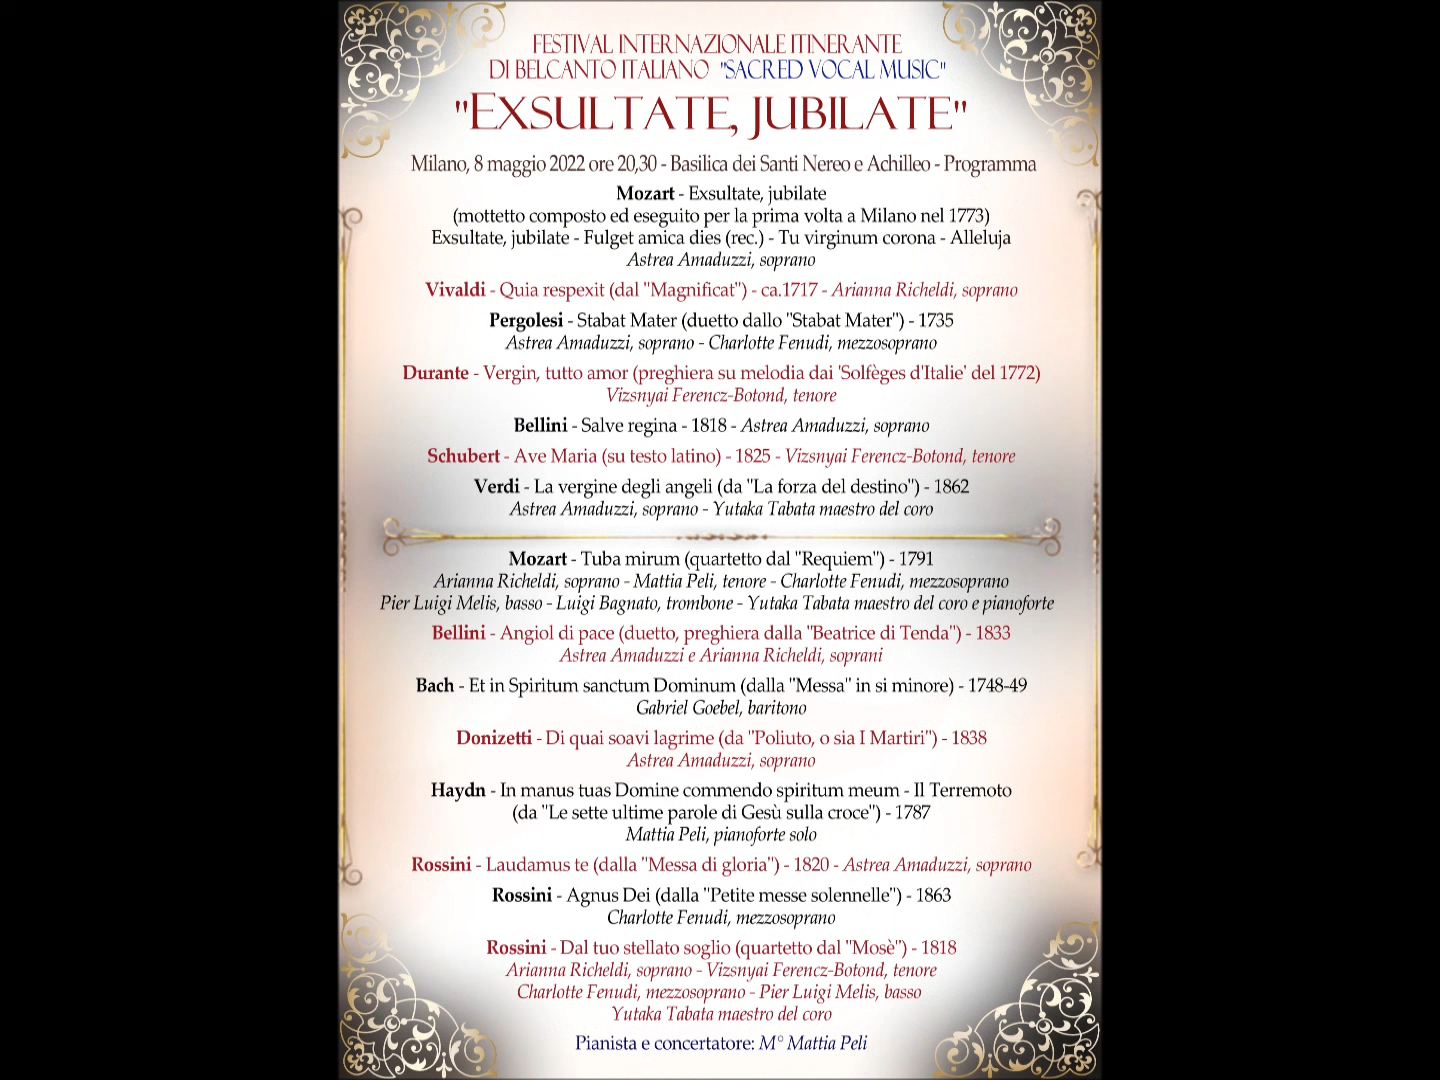 FESTIVAL INTERNAZIONALE ITINERANTE
DI BELCANTO ITALIANO "SACRED VOCAL MUSIC"
"EXSULTATE, JUBILATE"
Milano, 8 maggio 2022 ore 20,30 - Basilica dei Santi Nereo e Achilleo - Programma
Mozart - Exsultate, jubilate
(mottetto composto ed eseguito per la prima volta a Milano nel 1773)
Exsultate, jubilate - Fulget amica dies (rec.) - Tu virginum corona - Alleluja
Astrea Amaduzzi, soprano
Vivaldi - Quia respexit (dal "Magnificat") - ca.1717 - Arianna Richeldi, soprano
Pergolesi - Stabat Mater (duetto dallo "Stabat Mater") - 1735
Astrea Amaduzzi, soprano - Charlotte Fenudi, mezzosoprano
Durante - Vergin, tutto amor (preghiera su melodia dai 'Solfèges d'Italie' del 1772)
Vizsnyai Ferencz-Botond, tenore
Bellini - Salve regina - 1818 - Astrea Amaduzzi, soprano
Schubert - Ave Maria (su testo latino) - 1825 - Vizsnyai Ferencz-Botond, tenore
Verdi - La vergine degli angeli (da "La forza del destino") - 1862
Astrea Amaduzzi, soprano - Yutaka Tabata maestro del coro
Mozart - Tuba mirum (quartetto dal "Requiem") - 1791
Arianna Richeldi, soprano - Mattia Peli, tenore - Charlotte Fenudi, mezzosoprano
Pier Luigi Melis, basso - Luigi Bagnato, trombone - Yutaka Tabata maestro del coro e pianoforte
Bellini - Angiol di pace (duetto, preghiera dalla "Beatrice di Tenda") - 1833
Astrea Amaduzzi e Arianna Richeldi, soprani
Bach - Et in Spiritum sanctum Dominum (dalla "Messa" in si minore) - 1748-49
Gabriel Goebel, baritono
Donizetti - Di quai soavi lagrime (da "Poliuto, o sia I Martiri") - 1838
Astrea Amaduzzi, soprano
Haydn - In manus tuas Domine commendo spiritum meum - Il Terremoto
(da "Le sette ultime parole di Gesù sulla croce") - 1787
Mattia Peli, pianoforte solo
Rossini - Laudamus te (dalla "Messa di gloria") - 1820 - Astrea Amaduzzi, soprano
Rossini - Agnus Dei (dalla "Petite messe solennelle") - 1863
Charlotte Fenudi, mezzosoprano
Rossini - Dal tuo stellato soglio (quartetto dal "Mosè") - 1818
Arianna Richeldi, soprano - Vizsnyai Ferencz-Botond, tenore
Charlotte Fenudi, mezzosoprano - Pier Luigi Melis, basso
Yutaka Tabata maestro del coro
Pianista e concertatore: M° Mattia Peli